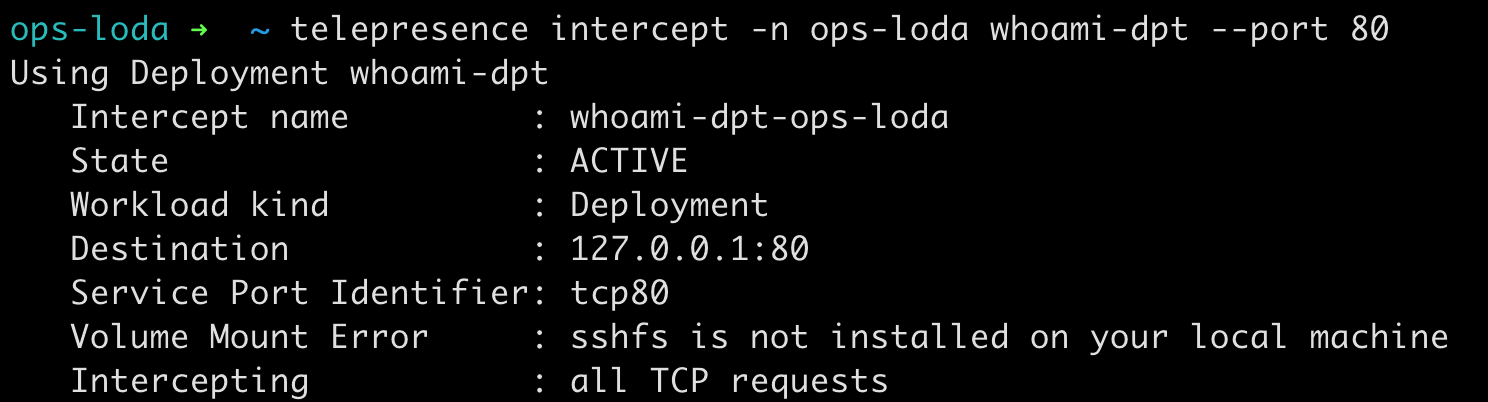 ops-loda → ~ telepresence intercept -n ops-loda whoami-dpt --port 80
Using Deployment whoami-dpt
Intercept name : whoami-dpt-ops-loda
State : ACTIVE
Workload kind : Deployment
Destination : 127.0.0.1:80
Service Port Identifier: tcp80
Volume Mount Error : sshfs is not installed on your local machine
Intercepting : all TCP requests